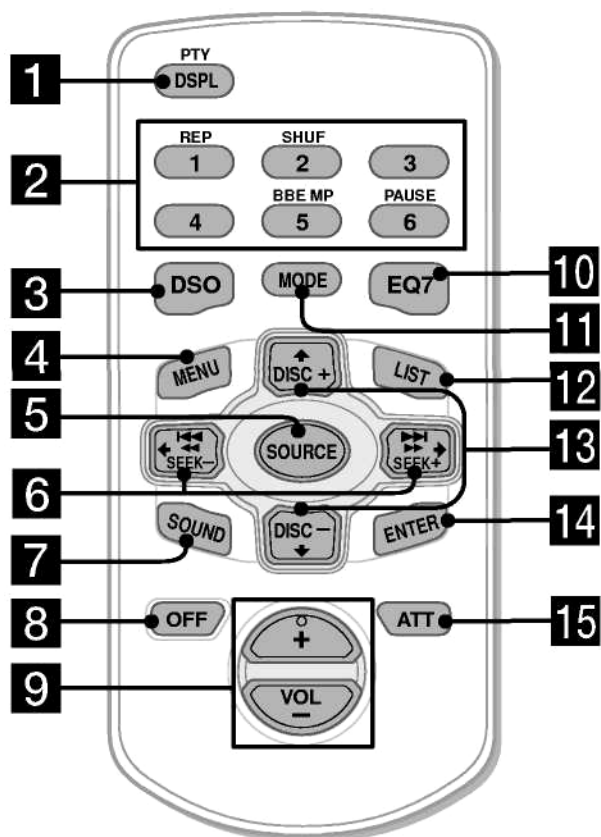 PTY
1 DSPL
REP SHUF
1 2 3
2
BBE MP PAUSE
4 5 6
3 DSO MODE EQ7 10
11
4 MENU DISC + LIST 12
5 SOURCE 13
SEEK− SEEK+
6
7 SOUND DISC − ENTER 14
8 OFF + ATT 15
9
VOL
−